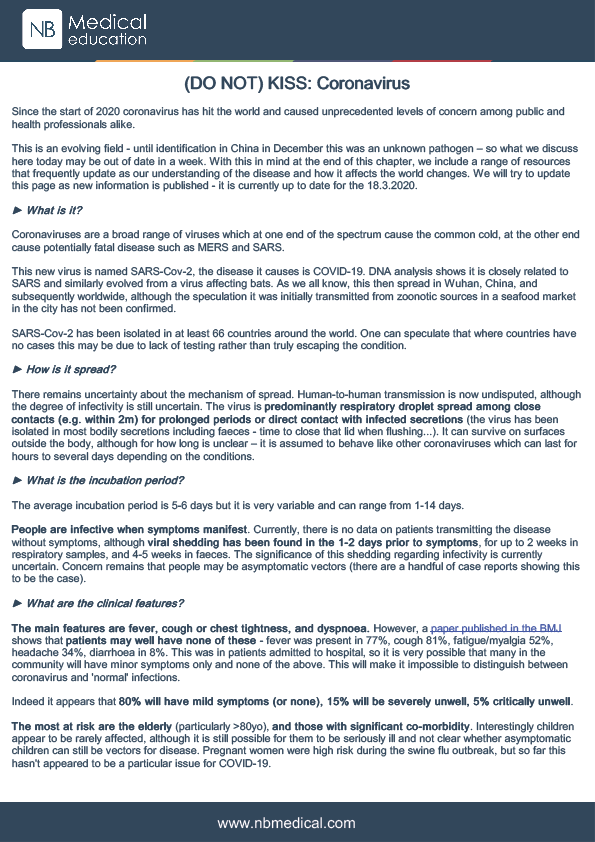 NB Medical
education
(DO NOT) KISS: Coronavirus
Since the start of 2020 coronavirus has hit the world and caused unprecedented levels of concern among public and
health professionals alike.
This is an evolving field - until identification in China in December this was an unknown pathogen – so what we discuss
here today may be out of date in a week. With this in mind at the end of this chapter, we include a range of resources
that frequently update as our understanding of the disease and how it affects the world changes. We will try to update
this page as new information is published - it is currently up to date for the 18.3.2020.
► What is it?
Coronaviruses are a broad range of viruses which at one end of the spectrum cause the common cold, at the other end
cause potentially fatal disease such as MERS and SARS.
This new virus is named SARS-Cov-2, the disease it causes is COVID-19. DNA analysis shows it is closely related to
SARS and similarly evolved from a virus affecting bats. As we all know, this then spread in Wuhan, China, and
subsequently worldwide, although the speculation it was initially transmitted from zoonotic sources in a seafood market
in the city has not been confirmed.
SARS-Cov-2 has been isolated in at least 66 countries around the world. One can speculate that where countries have
no cases this may be due to lack of testing rather than truly escaping the condition.
► How is it spread?
There remains uncertainty about the mechanism of spread. Human-to-human transmission is now undisputed, although
the degree of infectivity is still uncertain. The virus is predominantly respiratory droplet spread among close
contacts (e.g. within 2m) for prolonged periods or direct contact with infected secretions (the virus has been
isolated in most bodily secretions including faeces - time to close that lid when flushing...). It can survive on surfaces
outside the body, although for how long is unclear – it is assumed to behave like other coronaviruses which can last for
hours to several days depending on the conditions.
► What is the incubation period?
The average incubation period is 5-6 days but it is very variable and can range from 1-14 days.
People are infective when symptoms manifest. Currently, there is no data on patients transmitting the disease
without symptoms, although viral shedding has been found in the 1-2 days prior to symptoms, for up to 2 weeks in
respiratory samples, and 4-5 weeks in faeces. The significance of this shedding regarding infectivity is currently
uncertain. Concern remains that people may be asymptomatic vectors (there are a handful of case reports showing this
to be the case).
► What are the clinical features?
The main features are fever, cough or chest tightness, and dyspnoea. However, a paper published in the BMJ
shows that patients may well have none of these - fever was present in 77%, cough 81%, fatigue/myalgia 52%,
headache 34%, diarrhoea in 8%. This was in patients admitted to hospital, so it is very possible that many in the
community will have minor symptoms only and none of the above. This will make it impossible to distinguish between
coronavirus and 'normal' infections.
Indeed it appears that 80% will have mild symptoms (or none), 15% will be severely unwell, 5% critically unwell.
The most at risk are the elderly (particularly >80yo), and those with significant co-morbidity. Interestingly children
appear to be rarely affected, although it is still possible for them to be seriously ill and not clear whether asymptomatic
children can still be vectors for disease. Pregnant women were high risk during the swine flu outbreak, but so far this
hasn't appeared to be a particular issue for COVID-19.
www.nbmedical.com